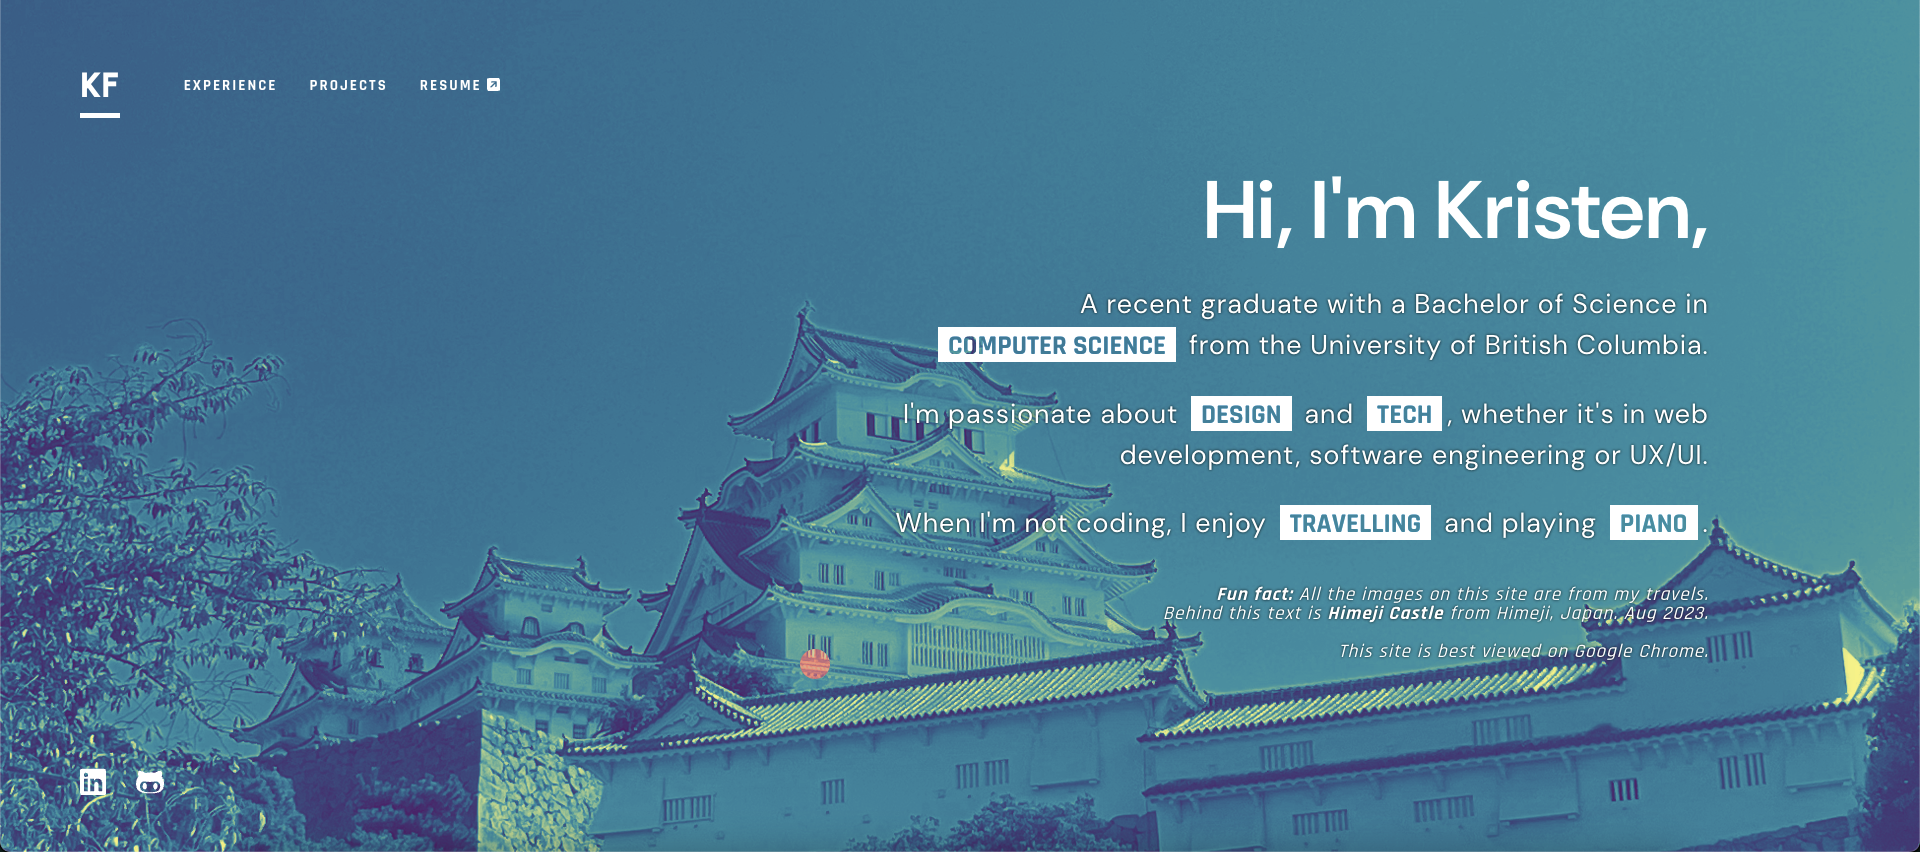 KF
EXPERIENCE PROJECTS RESUME
Hi, I'm Kristen,
A recent graduate with a Bachelor of Science in
COMPUTER SCIENCE from the University of British Columbia.
I'm passionate about DESIGN and TECH, whether it's in web
development, software engineering or UX/UI.
When I'm not coding, I enjoy TRAVELLING and playing PIANO.
Fun fact: All the images on this site are from my travels.
Behind this text is Himeji Castle from Himeji, Japan. Aug 2023.
This site is best viewed on Google Chrome.
in